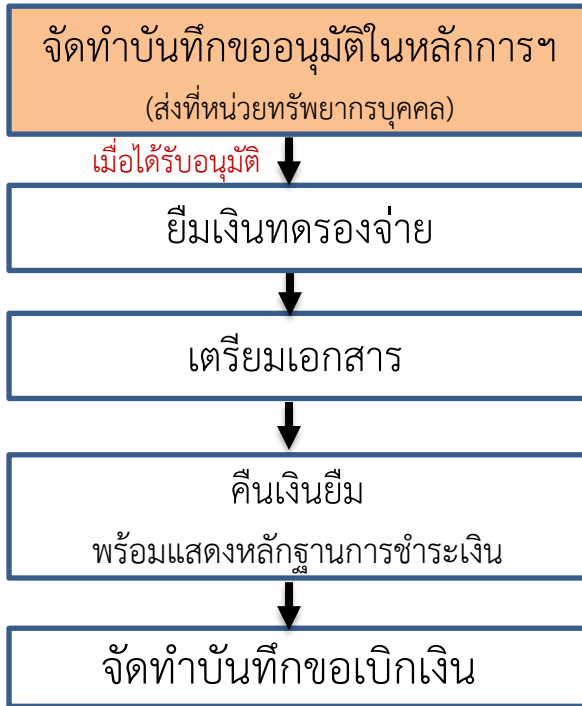 จัดทำบันทึกขออนุมัติในหลักการฯ
(ส่งที่หน่วยทรัพยากรบุคคล)
เมื่อได้รับอนุมัติ
ยืมเงินทดรองจ่าย
เตรียมเอกสาร
คืนเงินยืม
พร้อมแสดงหลักฐานการชำระเงิน
จัดทำบันทึกขอเบิกเงิน